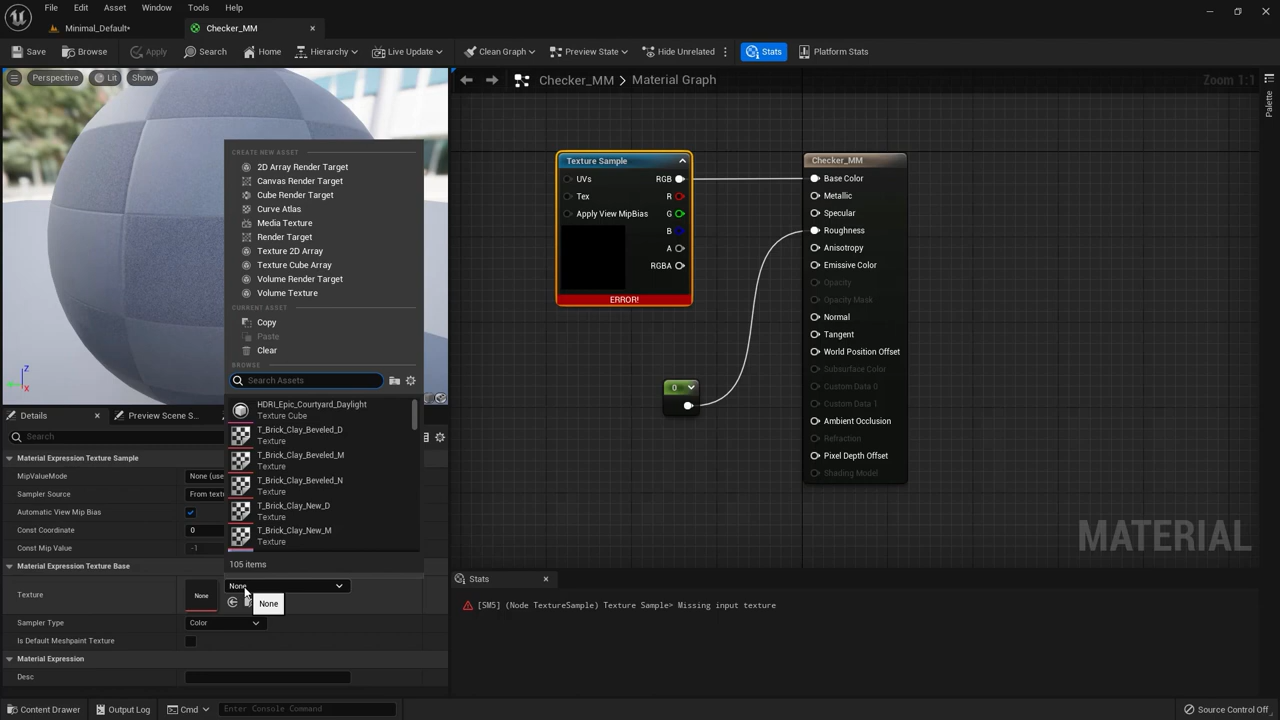 File Edit Asset Window Tools Help
Minimal_Default*
Checker_MM
Save
Browse
Apply
Search
Home
Hierarchy
Live Update
Clean Graph
Preview State
Hide Unrelated
Stats
Platform Stats
Perspective
Lit
Show
Checker_MM
Material Graph
Zoom 1:1
Palette
CREATE NEW ASSET
2D Array Render Target
Canvas Render Target
Cube Render Target
Curve Atlas
Media Texture
Render Target
Texture 2D Array
Texture Cube Array
Volume Render Target
Volume Texture
CURRENT ASSET
Copy
Paste
Clear
BROWSE
Search Assets
HDRI_Epic_Courtyard_Daylight
Texture Cube
T_Brick_Clay_Beveled_D
Texture
T_Brick_Clay_Beveled_M
Texture
T_Brick_Clay_Beveled_N
Texture
T_Brick_Clay_New_D
Texture
T_Brick_Clay_New_M
Texture
105 items
Z
X
Details
Preview Scene S...
Search
Material Expression Texture Sample
MipValueMode
None (use
Sampler Source
From text
Automatic View Mip Bias
Const Coordinate
0
Const Mip Value
-1
Material Expression Texture Base
Texture
None
None
None
Sampler Type
Color
Is Default Meshpaint Texture
Material Expression
Desc
Texture Sample
UVs
RGB
Tex
R
Apply View MipBias
G
B
A
RGBA
ERROR!
0
Checker_MM
Base Color
Metallic
Specular
Roughness
Anisotropy
Emissive Color
Opacity
Opacity Mask
Normal
Tangent
World Position Offset
Subsurface Color
Custom Data 0
Custom Data 1
Ambient Occlusion
Refraction
Pixel Depth Offset
Shading Model
MATERIAL
Stats
[SM5] (Node TextureSample) Texture Sample> Missing input texture
Content Drawer
Output Log
Cmd
Enter Console Command
Source Control Off